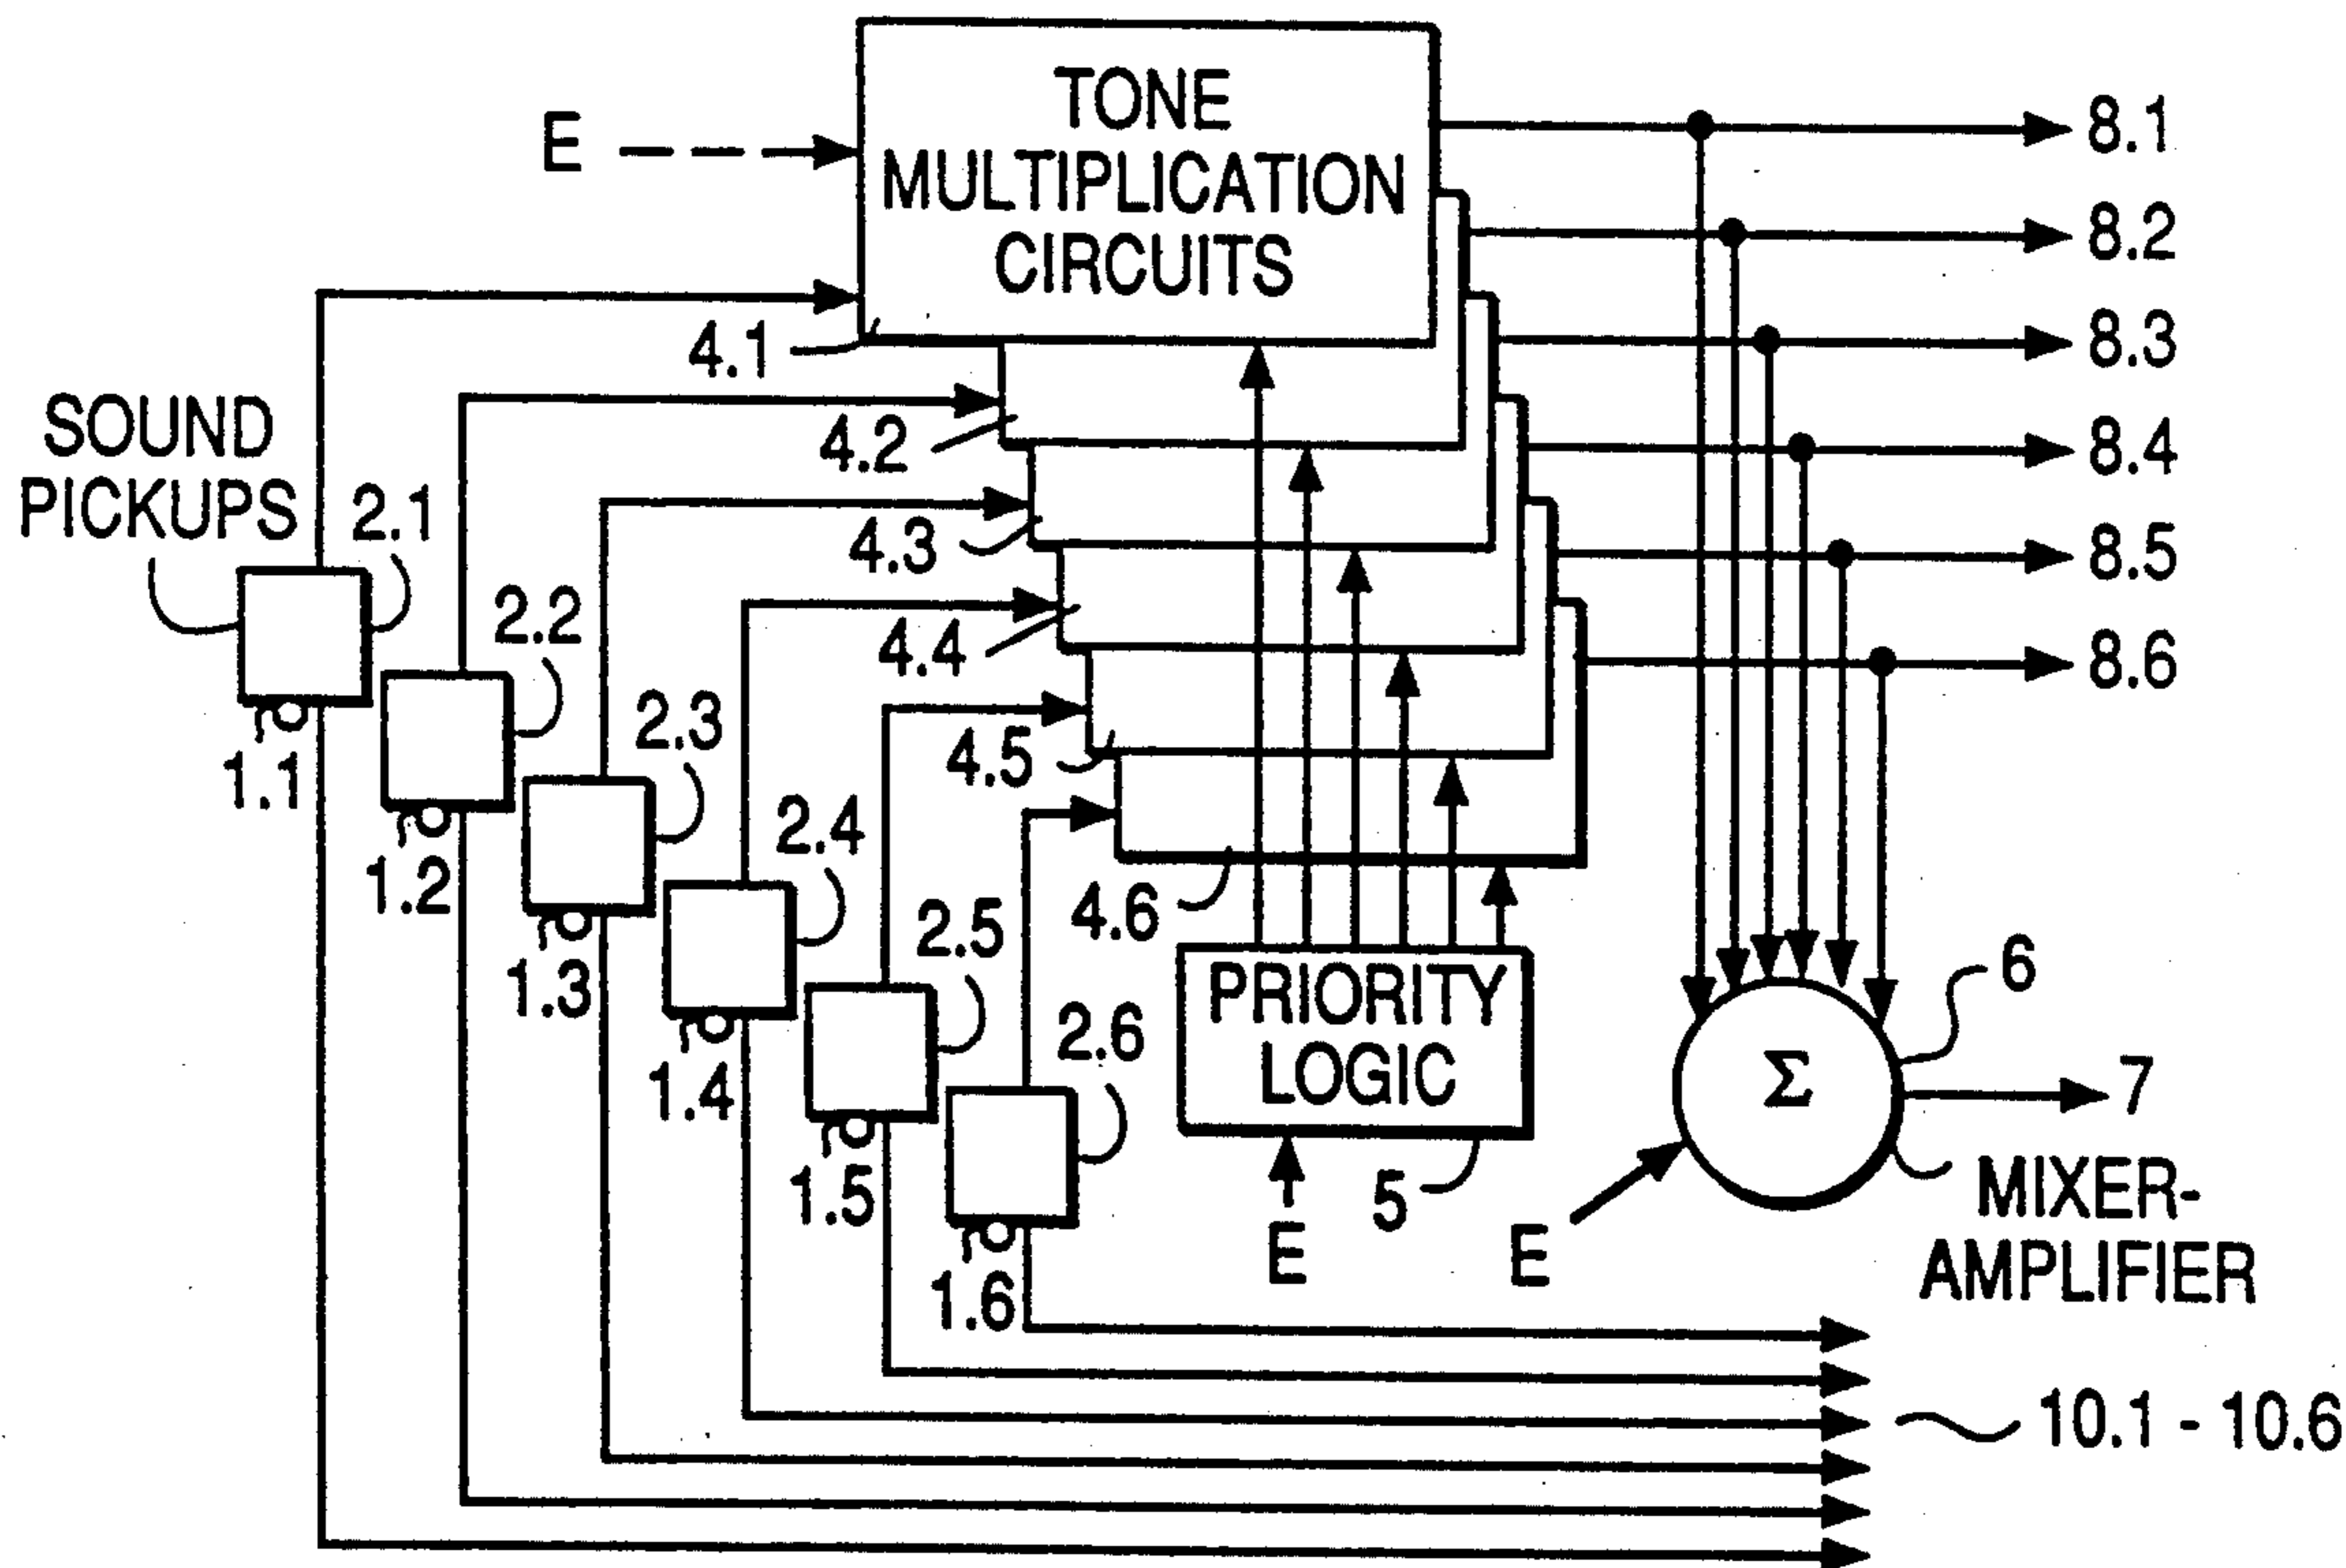 TONE
MULTIPLICATION
CIRCUITS
E
8.1
8.2
8.3
8.4
8.5
8.6
4.1
4.2
4.3
4.4
4.5
4.6
SOUND
PICKUPS
2.1
2.2
2.3
2.4
2.5
2.6
1.1
1.2
1.3
1.4
1.5
1.6
PRIORITY
LOGIC
E
5
Σ
6
7
E
MIXER-
AMPLIFIER
10.1 - 10.6